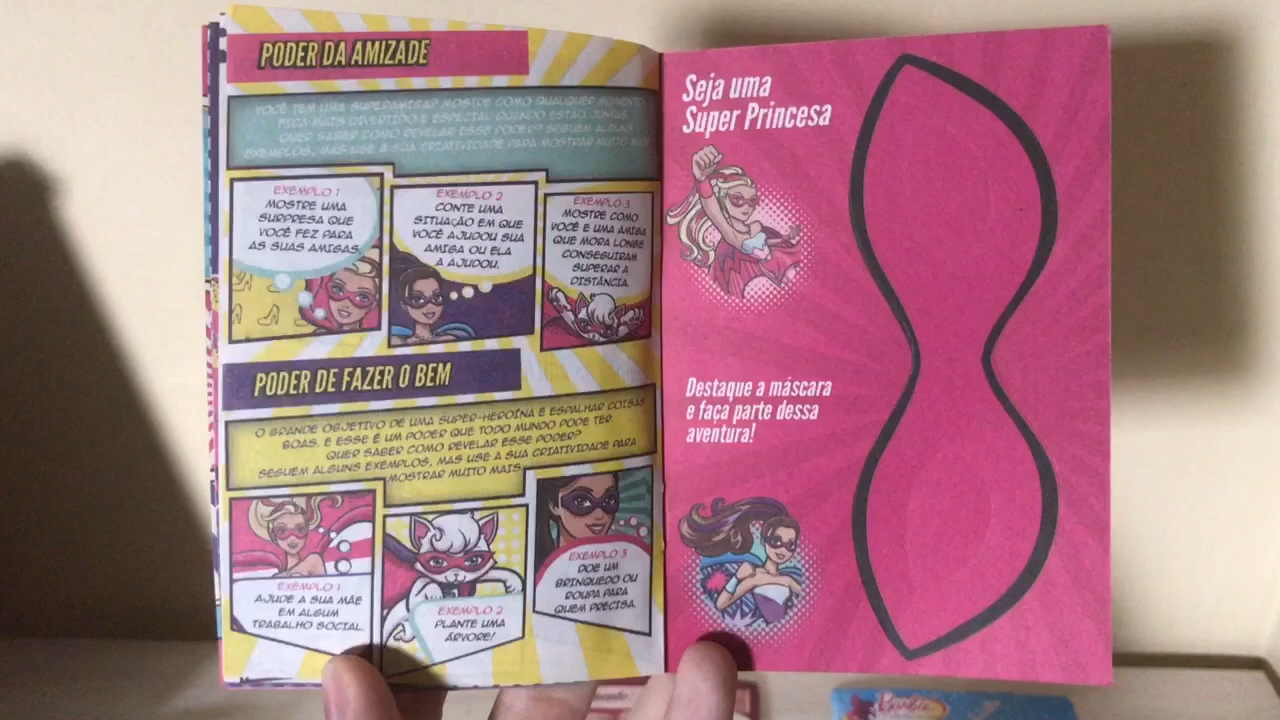 PODER DA AMIZADE
VOCÊ TEM UMA SUPERAMIGA? MOSTRE COMO QUALQUER MOMENTO
FICA MAIS DIVERTIDO E ESPECIAL QUANDO ESTÃO JUNTAS.
QUER SABER COMO REVELAR ESSE PODER? SEGUEM ALGUNS
EXEMPLOS, MAS USE A SUA CRIATIVIDADE PARA MOSTRAR MUITO
EXEMPLO 1
MOSTRE UMA
SURPRESA QUE
VOCÊ FEZ PARA
AS SUAS AMIGAS.
EXEMPLO 2
CONTE UMA
SITUAÇÃO EM QUE
VOCÊ AJUDOU SUA
AMIGA OU ELA
A AJUDOU.
EXEMPLO 3
MOSTRE COMO
VOCÊ E UMA AMIGA
QUE MORA LONGE
CONSEGUIRAM
SUPERAR A
DISTÂNCIA.
PODER DE FAZER O BEM
O GRANDE OBJETIVO DE UMA SUPER-HEROÍNA É ESPALHAR COISAS
BOAS, E ESSE É UM PODER QUE TODO MUNDO PODE TER.
QUER SABER COMO REVELAR ESSE PODER?
SEGUEM ALGUNS EXEMPLOS, MAS USE A SUA CRIATIVIDADE PARA
MOSTRAR MUITO MAIS.
EXEMPLO 1
AJUDE A SUA MÃE
EM ALGUM
TRABALHO SOCIAL.
EXEMPLO 2
PLANTE UMA
ÁRVORE!
EXEMPLO 3
DOE UM
BRINQUEDO OU
ROUPA PARA
QUEM PRECISA.
Seja uma
Super Princesa
Destaque a máscara
e faça parte dessa
aventura!
Barbie